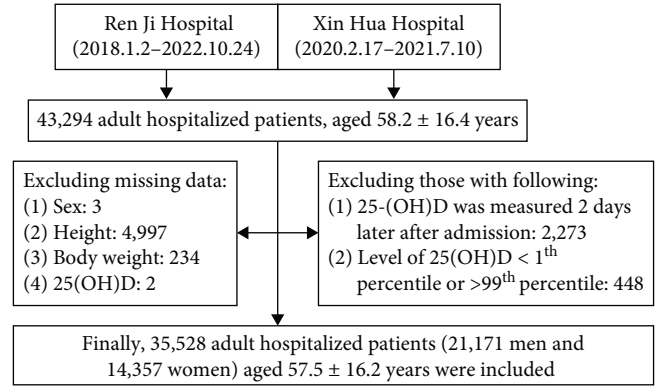 Ren Ji Hospital
(2018.1.2–2022.10.24)
Xin Hua Hospital
(2020.2.17–2021.7.10)
43,294 adult hospitalized patients, aged 58.2 ± 16.4 years
Excluding missing data:
(1) Sex: 3
(2) Height: 4,997
(3) Body weight: 234
(4) 25(OH)D: 2
Excluding those with following:
(1) 25-(OH)D was measured 2 days
later after admission: 2,273
(2) Level of 25(OH)D < 1th
percentile or >99th percentile: 448
Finally, 35,528 adult hospitalized patients (21,171 men and
14,357 women) aged 57.5 ± 16.2 years were included